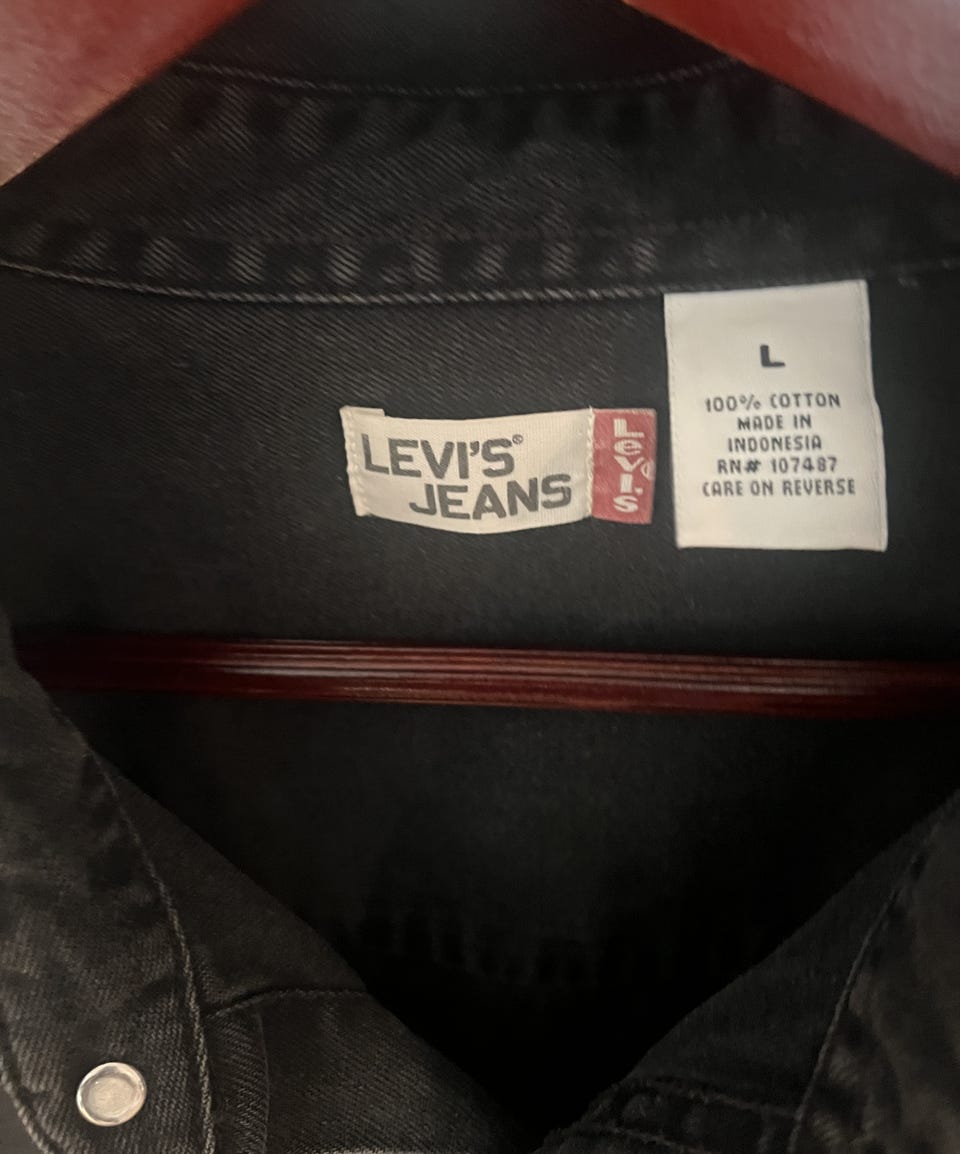 LEVI'S®
JEANS
LEVI'S
L
100% COTTON
MADE IN
INDONESIA
RN# 107487
CARE ON REVERSE